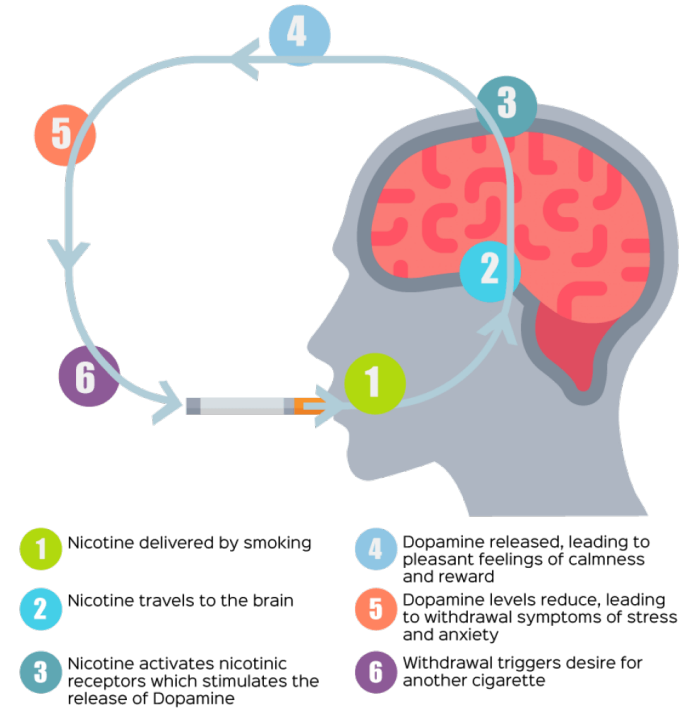 4
3
5
2
6
1
1 Nicotine delivered by smoking
2 Nicotine travels to the brain
3 Nicotine activates nicotinic
receptors which stimulates the
release of Dopamine
4 Dopamine released, leading to
pleasant feelings of calmness
and reward
5 Dopamine levels reduce, leading
to withdrawal symptoms of stress
and anxiety
6 Withdrawal triggers desire for
another cigarette